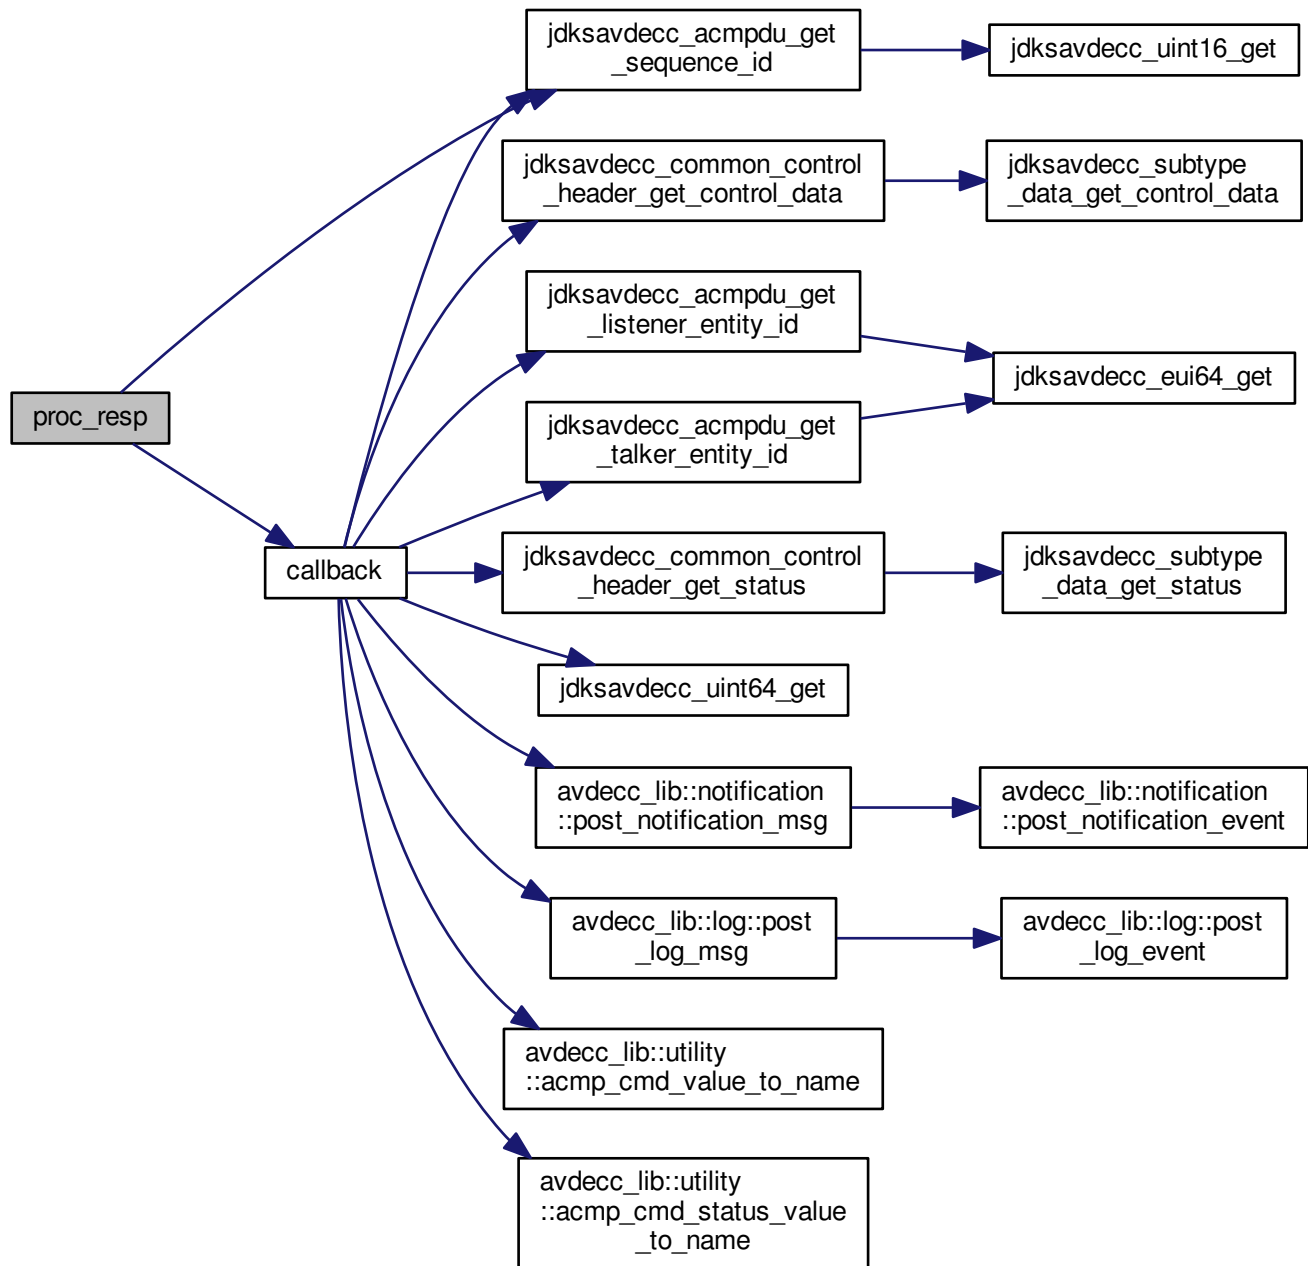 jdksavdecc_acmpdu_get
_sequence_id
jdksavdecc_uint16_get
jdksavdecc_common_control
_header_get_control_data
jdksavdecc_subtype
_data_get_control_data
jdksavdecc_acmpdu_get
_listener_entity_id
jdksavdecc_eui64_get
proc_resp
jdksavdecc_acmpdu_get
_talker_entity_id
callback
jdksavdecc_common_control
_header_get_status
jdksavdecc_subtype
_data_get_status
jdksavdecc_uint64_get
avdecc_lib::notification
::post_notification_msg
avdecc_lib::notification
::post_notification_event
avdecc_lib::log::post
_log_msg
avdecc_lib::log::post
_log_event
avdecc_lib::utility
::acmp_cmd_value_to_name
avdecc_lib::utility
::acmp_cmd_status_value
_to_name